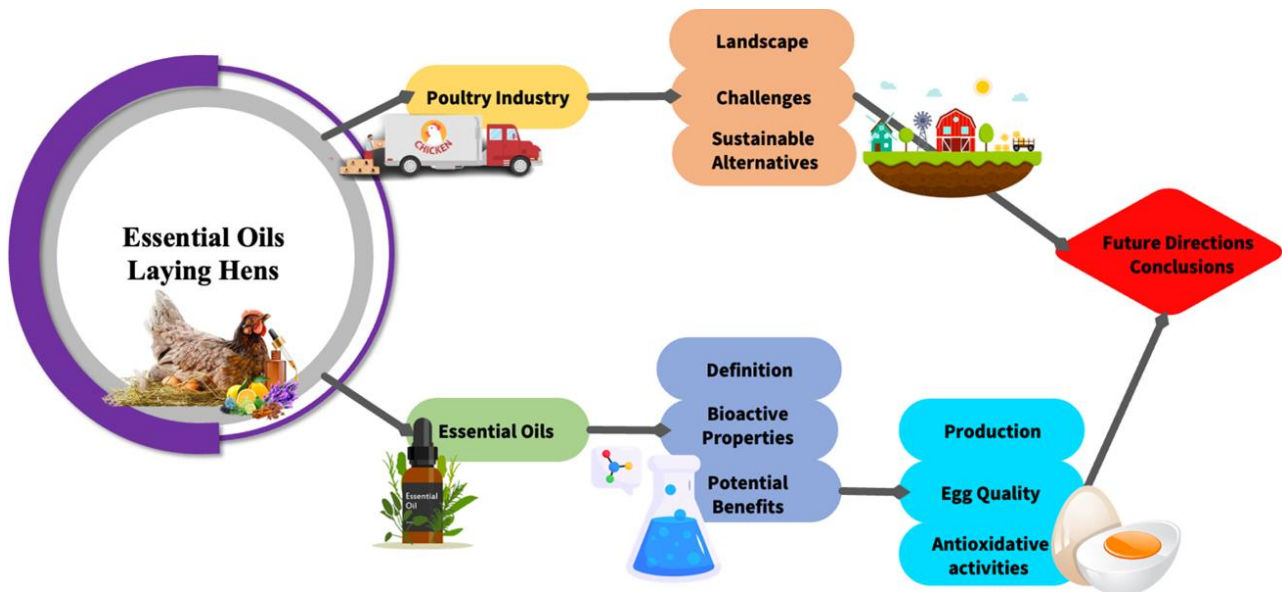 Essential Oils
Laying Hens
Poultry Industry
CHICKEN
Landscape
Challenges
Sustainable
Alternatives
Future Directions
Conclusions
Essential Oils
Essential
Oil
Definition
Bioactive
Properties
Potential
Benefits
Production
Egg Quality
Antioxidative
activities